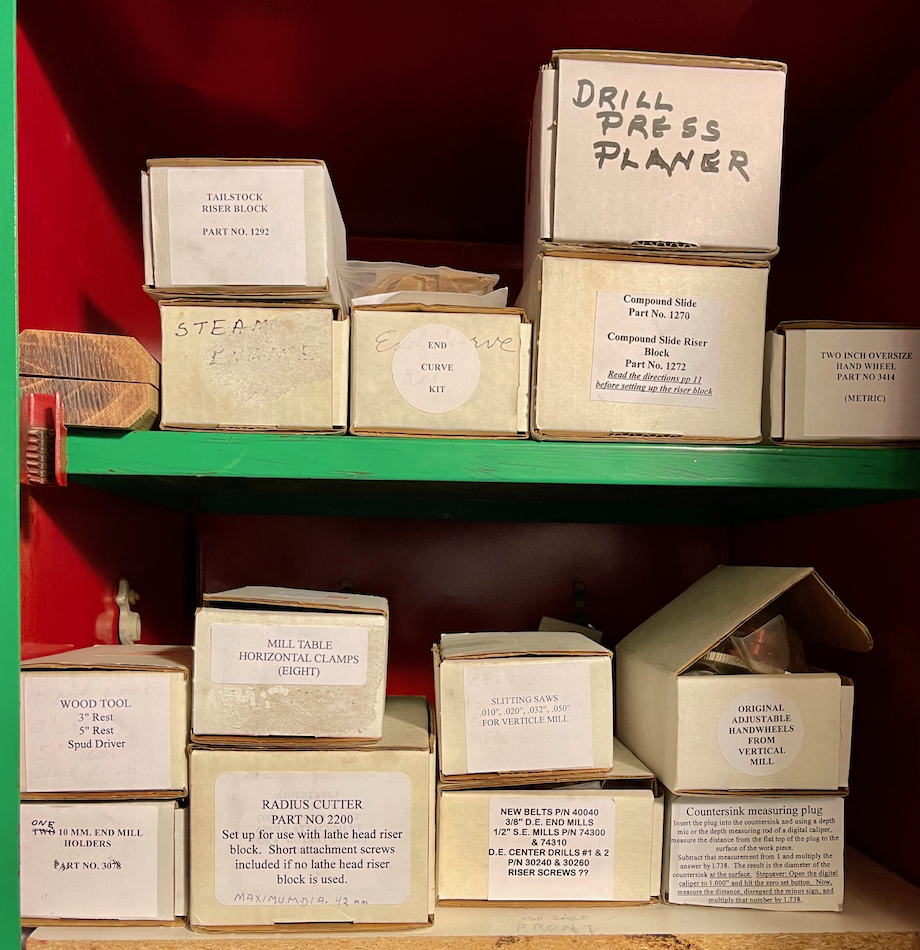 DRILL
PRESS
PLANER
TAILSTOCK
RISER BLOCK
PART NO. 1292
STEAM
ENGINE
End Curve
END
CURVE
KIT
Compound Slide
Part No. 1270
Compound Slide Riser
Block
Part No. 1272
Read the directions pp 11
before setting up the riser block
TWO INCH OVERSIZE
HAND WHEEL
PART NO 3414
(METRIC)
MILL TABLE
HORIZONTAL CLAMPS
(EIGHT)
WOOD TOOL
3" Rest
5" Rest
Spud Driver
ONE
TWO 10 MM. END MILL
HOLDERS
PART NO.
RADIUS CUTTER
PART NO 2200
Set up for use with lathe head riser
block. Short attachment screws
included if no lathe head riser
block is used.
MAXIMUM DIA. 42 mm
SLITTING SAWS
.010", .020", .032", .050"
FOR VERTICLE MILL
NEW BELTS P/N 40040
3/8" D.E. END MILLS
1/2" S.E. MILLS P/N 74300
& 74310
D.E. CENTER DRILLS #1 & 2
P/N 30240 & 30260
RISER SCREWS ??
ORIGINAL
ADJUSTABLE
HANDWHEELS
FROM
VERTICAL
MILL
Countersink measuring plug
Insert the plug into the countersink and using a depth
mic or the depth measuring rod of a digital caliper,
measure the distance from the flat top of the plug to the
surface of the work piece.
Subtract that measurement from 1 and multiply the
answer by 1.738. The result is the diameter of the
countersink at the surface. Stepsaver: Open the digital
caliper to 1.000" and hit the zero set button. Now,
measure the distance, disregard the minus sign, and
multiply that number by 1.738.
FRONT